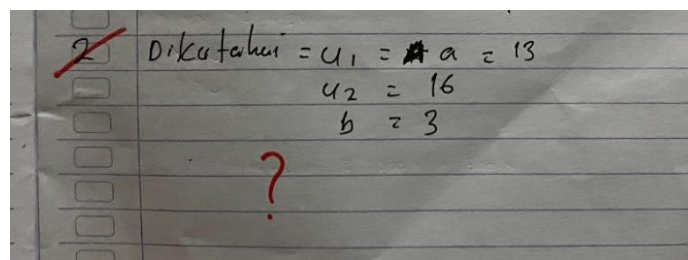 2 Diketahui = u1 = a = 13
u2 = 16
b = 3
?